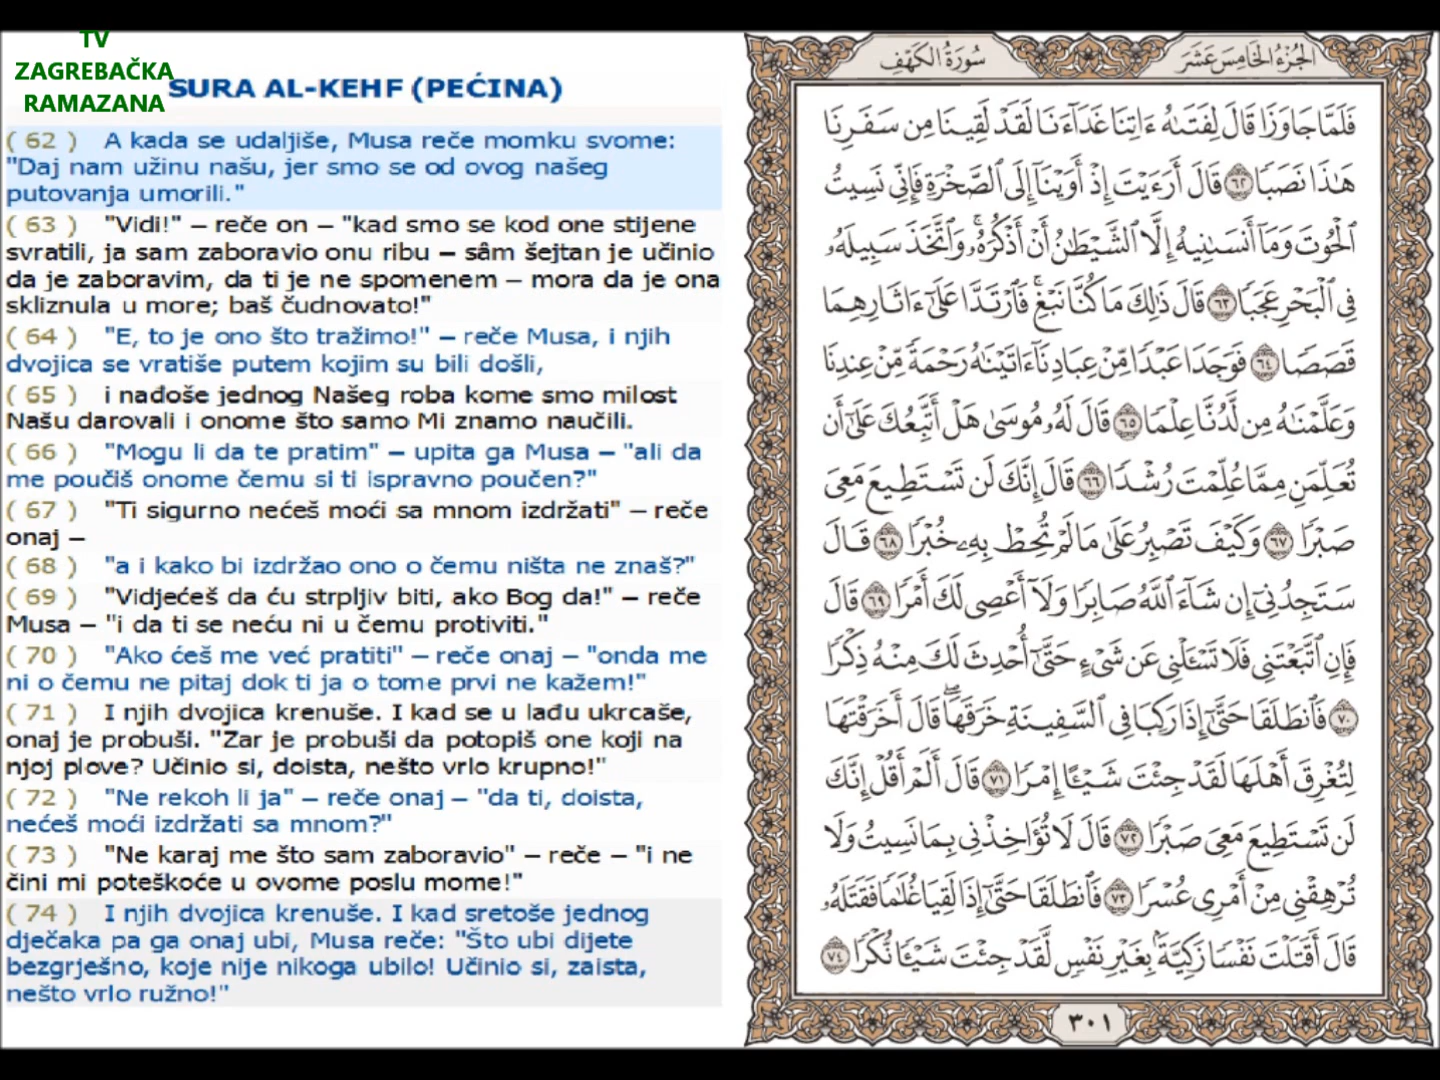 TV
ZAGREBAČKA
RAMAZANA
SURA AL-KEHF (PEĆINA)
( 62 ) A kada se udaljiše, Musa reče momku svome:
"Daj nam užinu našu, jer smo se od ovog našeg
putovanja umorili."
( 63 ) "Vidi!" – reče on – "kad smo se kod one stijene
svratili, ja sam zaboravio onu ribu – sâm šejtan je učinio
da je zaboravim, da ti je ne spomenem – mora da je ona
skliznula u more; baš čudnovato!"
( 64 ) "E, to je ono što tražimo!" – reče Musa, i njih
dvojica se vratiše putem kojim su bili došli,
( 65 ) i nađoše jednog Našeg roba kome smo milost
Našu darovali i onome što samo Mi znamo naučili.
( 66 ) "Mogu li da te pratim" – upita ga Musa – "ali da
me poučiš onome čemu si ti ispravno poučen?"
( 67 ) "Ti sigurno nećeš moći sa mnom izdržati" – reče
onaj –
( 68 ) "a i kako bi izdržao ono o čemu ništa ne znaš?"
( 69 ) "Vidjećeš da ću strpljiv biti, ako Bog da!" – reče
Musa – "i da ti se neću ni u čemu protiviti."
( 70 ) "Ako ćeš me već pratiti" – reče onaj – "onda me
ni o čemu ne pitaj dok ti ja o tome prvi ne kažem!"
( 71 ) I njih dvojica krenuše. I kad se u lađu ukrcaše,
onaj je probuši. "Zar je probuši da potopiš one koji na
njoj plove? Učinio si, doista, nešto vrlo krupno!"
( 72 ) "Ne rekoh li ja" – reče onaj – "da ti, doista,
nećeš moći izdržati sa mnom?"
( 73 ) "Ne karaj me što sam zaboravio" – reče – "i ne
čini mi poteškoće u ovome poslu mome!"
( 74 ) I njih dvojica krenuše. I kad sretoše jednog
dječaka pa ga onaj ubi, Musa reče: "Što ubi dijete
bezgrješno, koje nije nikoga ubilo! Učinio si, zaista,
nešto vrlo ružno!"
الجُزْءُ الخَامِسَ عَشَرَ
سُورَةُ الكَهْفِ
فَلَمَّا جَاوَزَا قَالَ لِفَتَىٰهُ ءَاتِنَا غَدَآءَنَا لَقَدْ لَقِينَا مِن سَفَرِنَا
هَٰذَا نَصَبًا ٦٢ قَالَ أَرَءَيْتَ إِذْ أَوَيْنَآ إِلَى ٱلصَّخْرَةِ فَإِنِّي نَسِيتُ
ٱلْحُوتَ وَمَآ أَنسَىٰنِيهُ إِلَّا ٱلشَّيْطَٰنُ أَنْ أَذْكُرَهُۥ ۚ وَٱتَّخَذَ سَبِيلَهُۥ
فِي ٱلْبَحْرِ عَجَبًا ٦٣ قَالَ ذَٰلِكَ مَا كُنَّا نَبْغِ ۚ فَٱرْتَدَّا عَلَىٰٓ ءَاثَارِهِمَا
قَصَصًا ٦٤ فَوَجَدَا عَبْدًا مِّنْ عِبَادِنَآ ءَاتَيْنَٰهُ رَحْمَةً مِّنْ عِندِنَا
وَعَلَّمْنَٰهُ مِن لَّدُنَّا عِلْمًا ٦٥ قَالَ لَهُۥ مُوسَىٰ هَلْ أَتَّبِعُكَ عَلَىٰٓ أَن
تُعَلِّمَنِ مِمَّا عُلِّمْتَ رُشْدًا ٦٦ قَالَ إِنَّكَ لَن تَسْتَطِيعَ مَعِيَ
صَبْرًا ٦٧ وَكَيْفَ تَصْبِرُ عَلَىٰ مَا لَمْ تُحِطْ بِهِۦ خُبْرًا ٦٨ قَالَ
سَتَجِدُنِيٓ إِن شَآءَ ٱللَّهُ صَابِرًا وَلَآ أَعْصِي لَكَ أَمْرًا ٦٩ قَالَ
فَإِنِ ٱتَّبَعْتَنِي فَلَا تَسْـَٔلْنِي عَن شَيْءٍ حَتَّىٰٓ أُحْدِثَ لَكَ مِنْهُ ذِكْرًا
٧٠ فَٱنطَلَقَا حَتَّىٰٓ إِذَا رَكِبَا فِي ٱلسَّفِينَةِ خَرَقَهَا ۖ قَالَ أَخَرَقْتَهَا
لِتُغْرِقَ أَهْلَهَا لَقَدْ جِئْتَ شَيْـًٔا إِمْرًا ٧١ قَالَ أَلَمْ أَقُلْ إِنَّكَ
لَن تَسْتَطِيعَ مَعِيَ صَبْرًا ٧٢ قَالَ لَا تُؤَاخِذْنِي بِمَا نَسِيتُ وَلَا
تُرْهِقْنِي مِنْ أَمْرِي عُسْرًا ٧٣ فَٱنطَلَقَا حَتَّىٰٓ إِذَا لَقِيَا غُلَٰمًا فَقَتَلَهُۥ
قَالَ أَقَتَلْتَ نَفْسًا زَكِيَّةًۢ بِغَيْرِ نَفْسٍ لَّقَدْ جِئْتَ شَيْـًٔا نُّكْرًا ٧٤
٣٠١